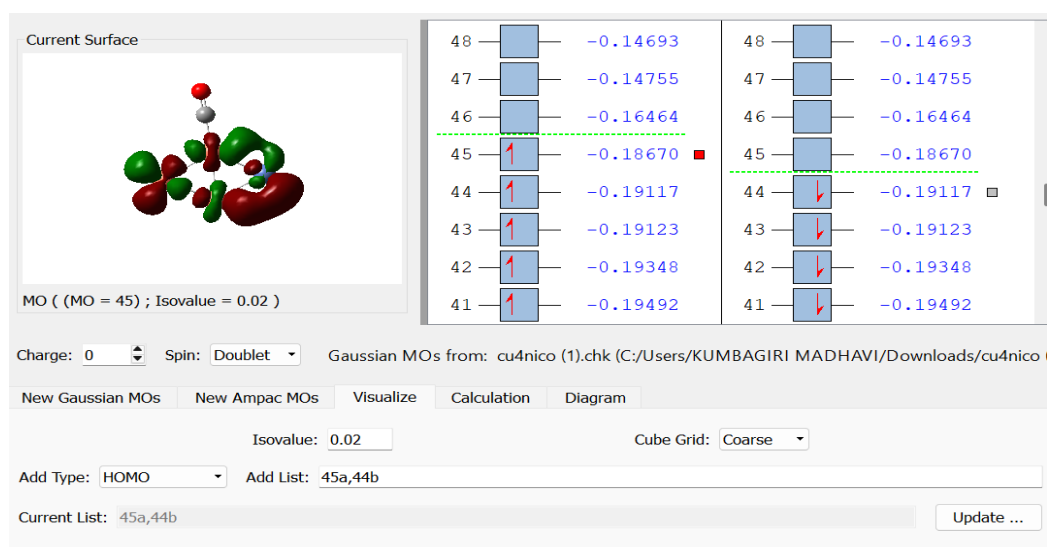 Current Surface
MO ( (MO = 45) ; Isovalue = 0.02 )
48 -0.14693 48 -0.14693
47 -0.14755 47 -0.14755
46 -0.16464 46 -0.16464
45 -0.18670 45 -0.18670
44 -0.19117 44 -0.19117
43 -0.19123 43 -0.19123
42 -0.19348 42 -0.19348
41 -0.19492 41 -0.19492
Charge: 0 Spin: Doublet Gaussian MOs from: cu4nico (1).chk (C:/Users/KUMBAGIRI MADHAVI/Downloads/cu4nico (
New Gaussian MOs New Ampac MOs Visualize Calculation Diagram
Isovalue: 0.02 Cube Grid: Coarse
Add Type: HOMO Add List: 45a,44b
Current List: 45a,44b Update ...